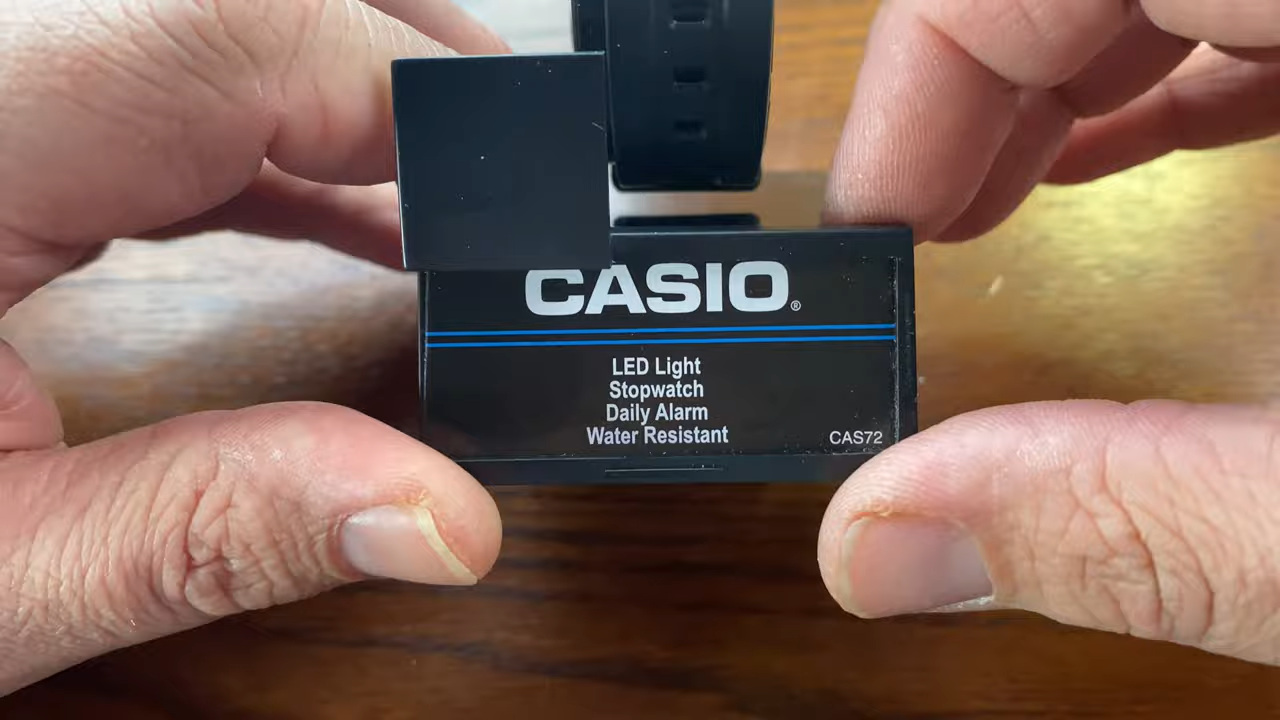 CASIO®
LED Light
Stopwatch
Daily Alarm
Water Resistant
CAS72